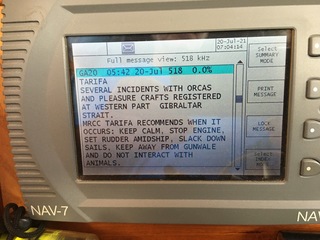 20-Jul-21
07:04:14
Full message view: 518 kHz
GA20 05:42 20-Jul 518 0.0%
TARIFA
SEVERAL INCIDENTS WITH ORCAS
AND PLEASURE CRAFTS REGISTERED
AT WESTERN PART GIBRALTAR
STRAIT.
MRCC TARIFA RECOMMENDS WHEN IT
OCCURS: KEEP CALM, STOP ENGINE,
SET RUDDER AMIDSHIP, SLACK DOWN
SAILS, KEEP AWAY FROM GUNWALE
AND DO NOT INTERACT WITH
ANIMALS.
Select
SUMMARY
MODE
PRINT
MESSAGE
LOCK
MESSAGE
Select
NAV-7
NAV